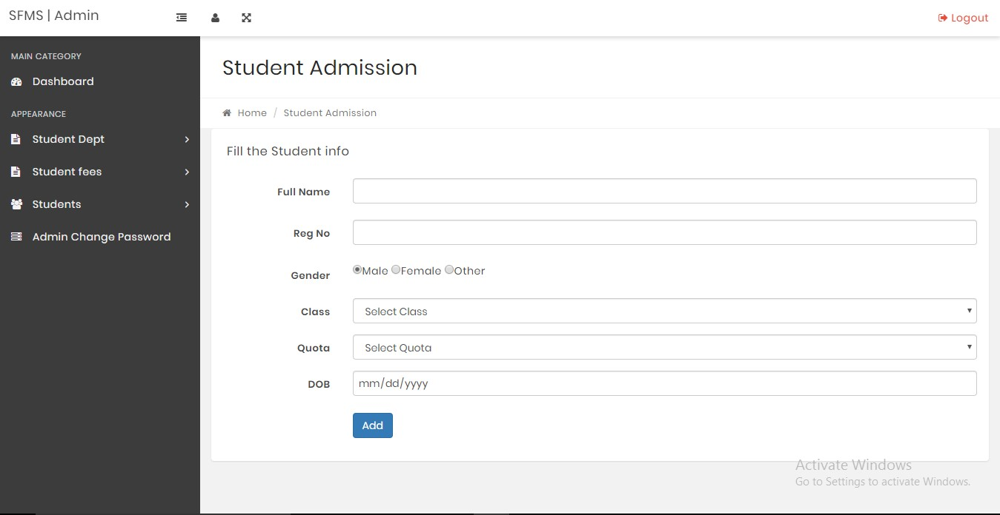 SFMS | Admin
Logout
MAIN CATEGORY
Dashboard
APPEARANCE
Student Dept
Student fees
Students
Admin Change Password
Student Admission
Home / Student Admission
Fill the Student info
Full Name
Reg No
Gender Male Female Other
Class Select Class
Quota Select Quota
DOB mm/dd/yyyy
Add
Activate Windows
Go to Settings to activate Windows.